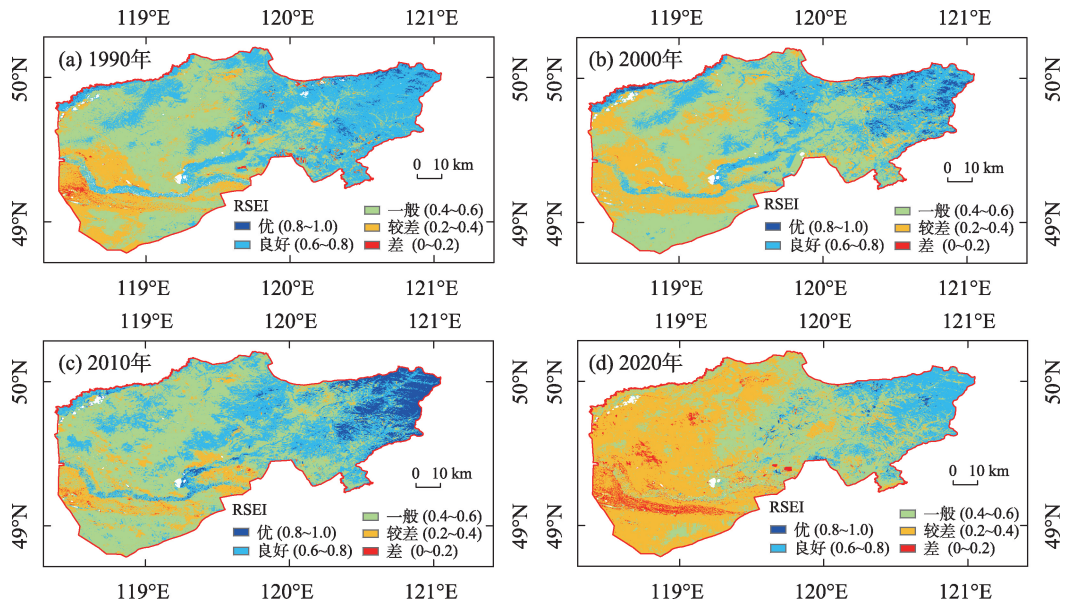 119°E 120°E 121°E
119°E 120°E 121°E
(a) 1990年
50°N
49°N
0 10 km
RSEI
优 (0.8~1.0)
良好 (0.6~0.8)
一般 (0.4~0.6)
较差 (0.2~0.4)
差 (0~0.2)
(b) 2000年
50°N
50°N
49°N
49°N
0 10 km
RSEI
优 (0.8~1.0)
良好 (0.6~0.8)
一般 (0.4~0.6)
较差 (0.2~0.4)
差 (0~0.2)
119°E 120°E 121°E
119°E 120°E 121°E
119°E 120°E 121°E
119°E 120°E 121°E
(c) 2010年
50°N
49°N
0 10 km
RSEI
优 (0.8~1.0)
良好 (0.6~0.8)
一般 (0.4~0.6)
较差 (0.2~0.4)
差 (0~0.2)
(d) 2020年
50°N
50°N
49°N
49°N
0 10 km
RSEI
优 (0.8~1.0)
良好 (0.6~0.8)
一般 (0.4~0.6)
较差 (0.2~0.4)
差 (0~0.2)
119°E 120°E 121°E
119°E 120°E 121°E